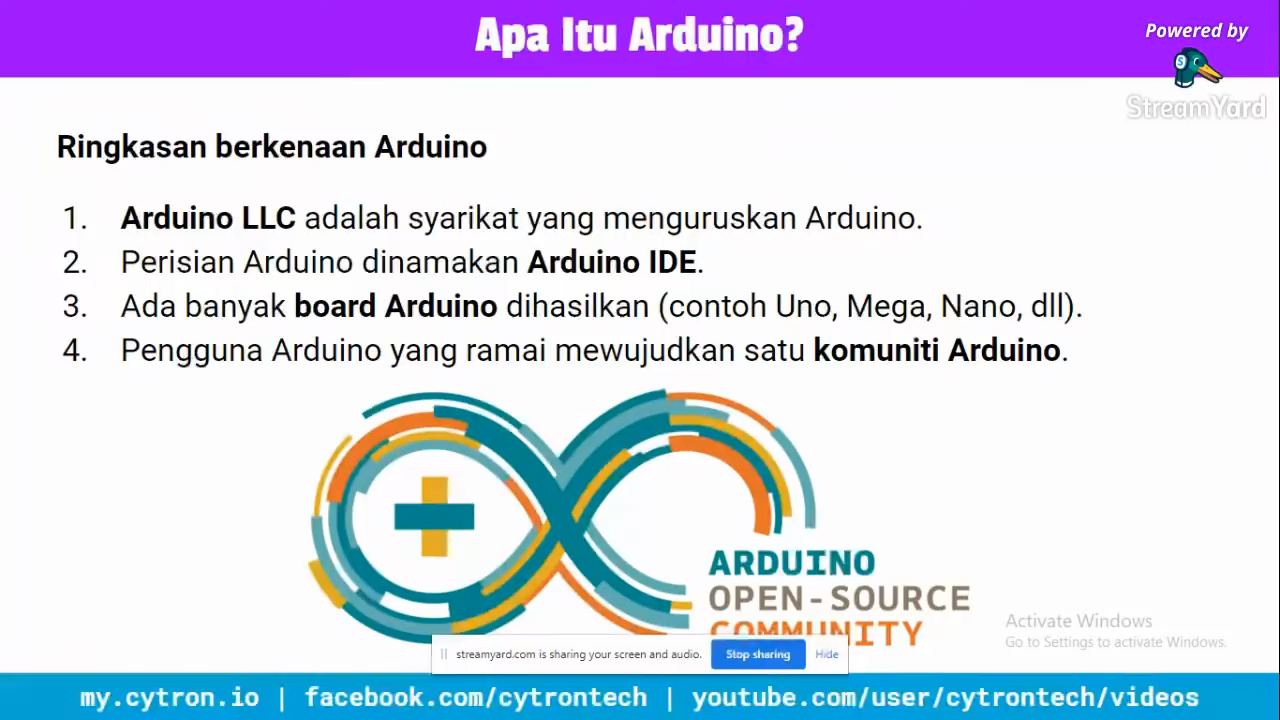 Apa Itu Arduino?
Powered by
S
StreamYard
Ringkasan berkenaan Arduino
1. Arduino LLC adalah syarikat yang menguruskan Arduino.
2. Perisian Arduino dinamakan Arduino IDE.
3. Ada banyak board Arduino dihasilkan (contoh Uno, Mega, Nano, dll).
4. Pengguna Arduino yang ramai mewujudkan satu komuniti Arduino.
ARDUINO
OPEN-SOURCE
COMMUNITY
Activate Windows
Go to Settings to activate Windows.
streamyard.com is sharing your screen and audio. Stop sharing Hide
my.cytron.io | facebook.com/cytrontech | youtube.com/user/cytrontech/videos